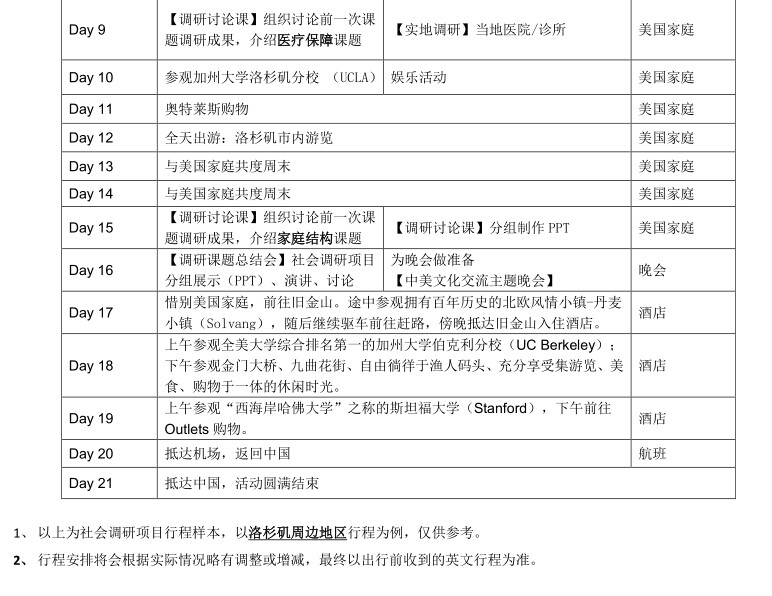 Day 9
【调研讨论课】组织讨论前一次课
题调研成果，介绍医疗保障课题
【实地调研】当地医院/诊所
美国家庭
Day 10
参观加州大学洛杉矶分校 （UCLA）
娱乐活动
美国家庭
Day 11
奥特莱斯购物
美国家庭
Day 12
全天出游：洛杉矶市内游览
美国家庭
Day 13
与美国家庭共度周末
美国家庭
Day 14
与美国家庭共度周末
美国家庭
Day 15
【调研讨论课】组织讨论前一次课
题调研成果，介绍家庭结构课题
【调研讨论课】分组制作 PPT
美国家庭
Day 16
【调研课题总结会】社会调研项目
分组展示（PPT）、演讲、讨论
为晚会做准备
【中美文化交流主题晚会】
晚会
Day 17
惜别美国家庭，前往旧金山。途中参观拥有百年历史的北欧风情小镇-丹麦
小镇（Solvang），随后继续驱车前往赶路，傍晚抵达旧金山入住酒店。
酒店
Day 18
上午参观全美大学综合排名第一的加州大学伯克利分校（UC Berkeley）；
下午参观金门大桥、九曲花街、自由徜徉于渔人码头、充分享受集游览、美
食、购物于一体的休闲时光。
酒店
Day 19
上午参观“西海岸哈佛大学”之称的斯坦福大学（Stanford），下午前往
Outlets 购物。
酒店
Day 20
抵达机场，返回中国
航班
Day 21
抵达中国，活动圆满结束
1、 以上为社会调研项目行程样本，以洛杉矶周边地区行程为例，仅供参考。
2、 行程安排将会根据实际情况略有调整或增减，最终以出行前收到的英文行程为准。